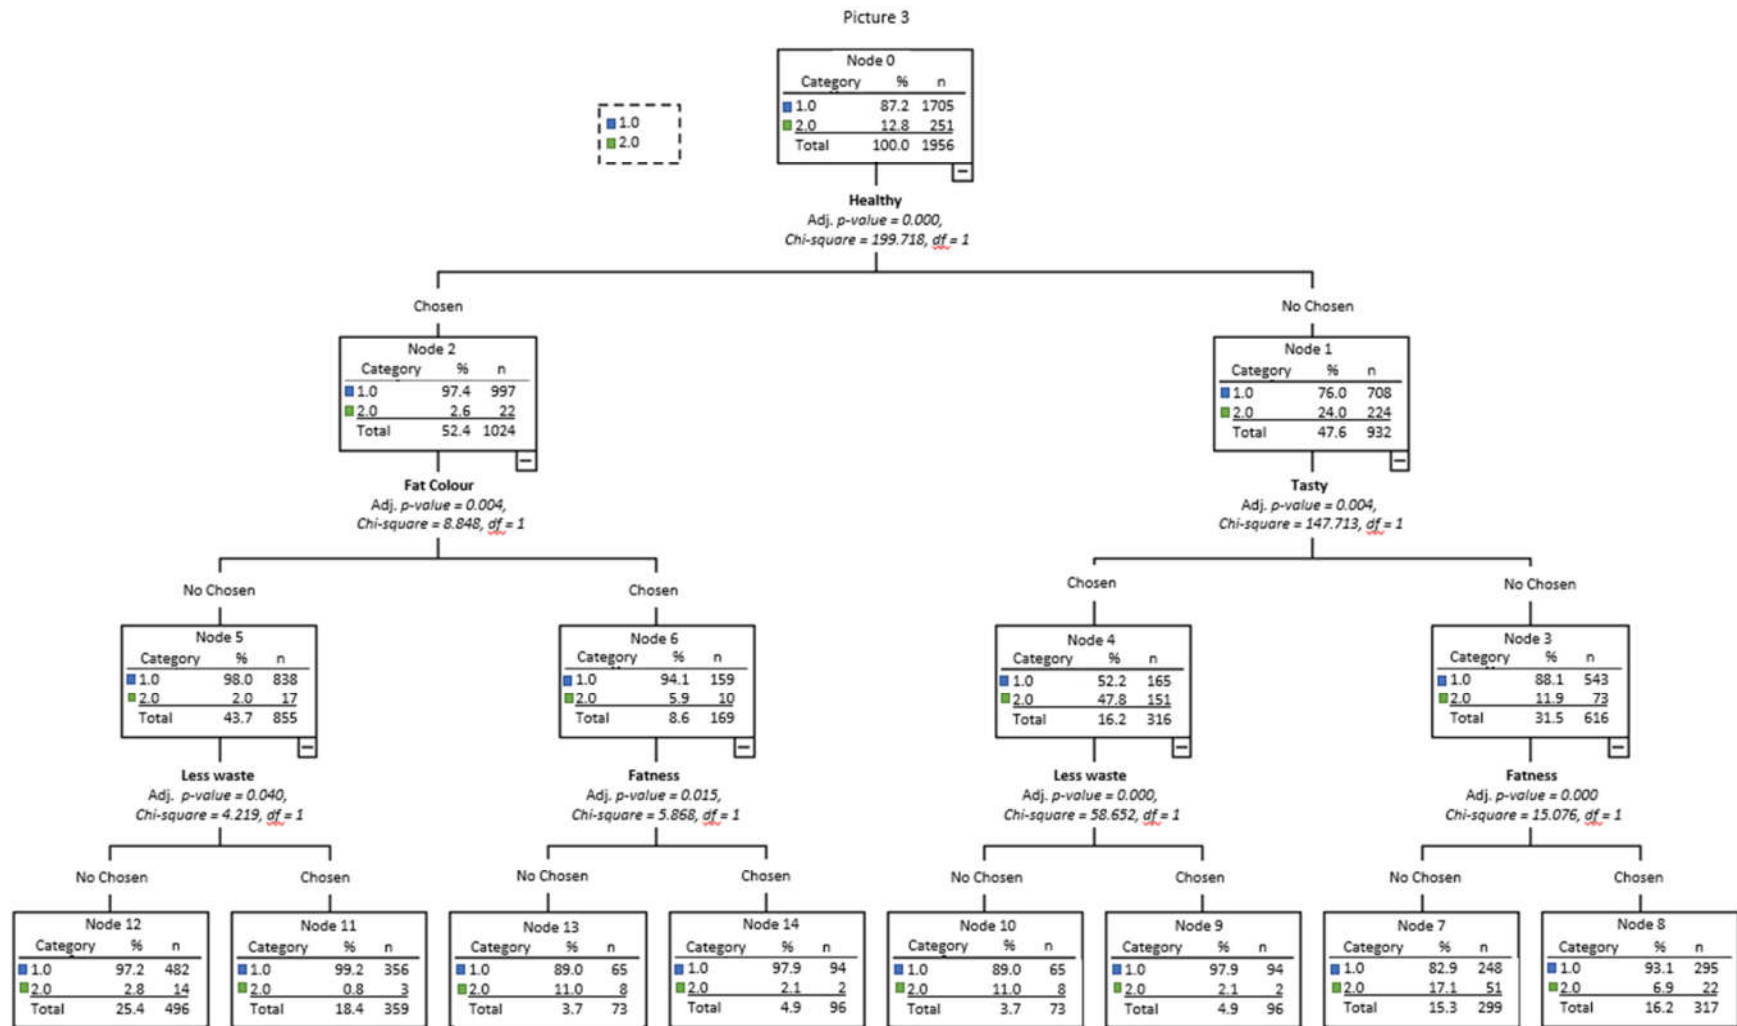 Picture 3
Node 0
Category % n
1.0 87.2 1705
2.0 12.8 251
Total 100.0 1956
1.0
2.0
Healthy
Adj. p-value = 0.000,
Chi-square = 199.718, df = 1
Chosen
No Chosen
Node 2
Category % n
1.0 97.4 997
2.0 2.6 22
Total 52.4 1024
Node 1
Category % n
1.0 76.0 708
2.0 24.0 224
Total 47.6 932
Fat Colour
Adj. p-value = 0.004,
Chi-square = 8.848, df = 1
Tasty
Adj. p-value = 0.004,
Chi-square = 147.713, df = 1
No Chosen
Chosen
Chosen
No Chosen
Node 5
Category % n
1.0 98.0 838
2.0 2.0 17
Total 43.7 855
Node 6
Category % n
1.0 94.1 159
2.0 5.9 10
Total 8.6 169
Node 4
Category % n
1.0 52.2 165
2.0 47.8 151
Total 16.2 316
Node 3
Category % n
1.0 88.1 543
2.0 11.9 73
Total 31.5 616
Less waste
Adj. p-value = 0.040,
Chi-square = 4.219, df = 1
Fatness
Adj. p-value = 0.015,
Chi-square = 5.868, df = 1
Less waste
Adj. p-value = 0.000,
Chi-square = 58.652, df = 1
Fatness
Adj. p-value = 0.000
Chi-square = 15.076, df = 1
No Chosen
Chosen
No Chosen
Chosen
No Chosen
Chosen
No Chosen
Chosen
Node 12
Category % n
1.0 97.2 482
2.0 2.8 14
Total 25.4 496
Node 11
Category % n
1.0 99.2 356
2.0 0.8 3
Total 18.4 359
Node 13
Category % n
1.0 89.0 65
2.0 11.0 8
Total 3.7 73
Node 14
Category % n
1.0 97.9 94
2.0 2.1 2
Total 4.9 96
Node 10
Category % n
1.0 89.0 65
2.0 11.0 8
Total 3.7 73
Node 9
Category % n
1.0 97.9 94
2.0 2.1 2
Total 4.9 96
Node 7
Category % n
1.0 82.9 248
2.0 17.1 51
Total 15.3 299
Node 8
Category % n
1.0 93.1 295
2.0 6.9 22
Total 16.2 317